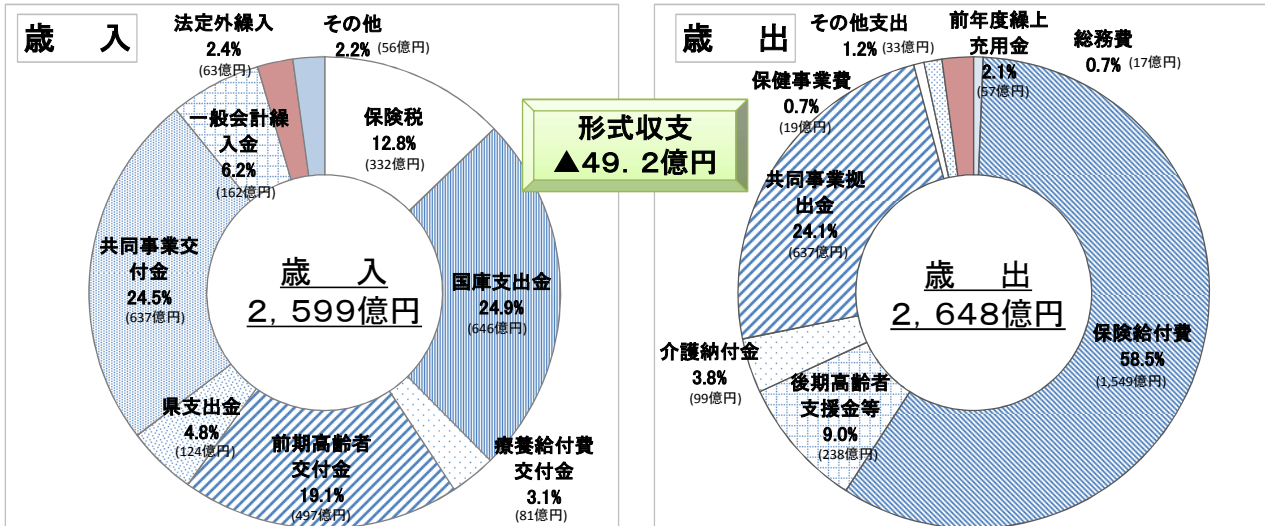 歳　入
法定外繰入
2.4%
(63億円)
その他
2.2% (56億円)
保険税
12.8%
(332億円)
一般会計繰
入金
6.2%
(162億円)
共同事業交
付金
24.5%
(637億円)
歳　入
2, 599億円
国庫支出金
24.9%
(646億円)
県支出金
4.8%
(124億円)
前期高齢者
交付金
19.1%
(497億円)
療養給付費
交付金
3.1%
(81億円)
形式収支
▲49. 2億円
歳　出
その他支出
1.2% (33億円)
前年度繰上
充用金
2.1%
(57億円)
総務費
0.7% (17億円)
保健事業費
0.7%
(19億円)
共同事業拠
出金
24.1%
(637億円)
歳　出
2, 648億円
保険給付費
58.5%
(1,549億円)
介護納付金
3.8%
(99億円)
後期高齢者
支援金等
9.0%
(238億円)